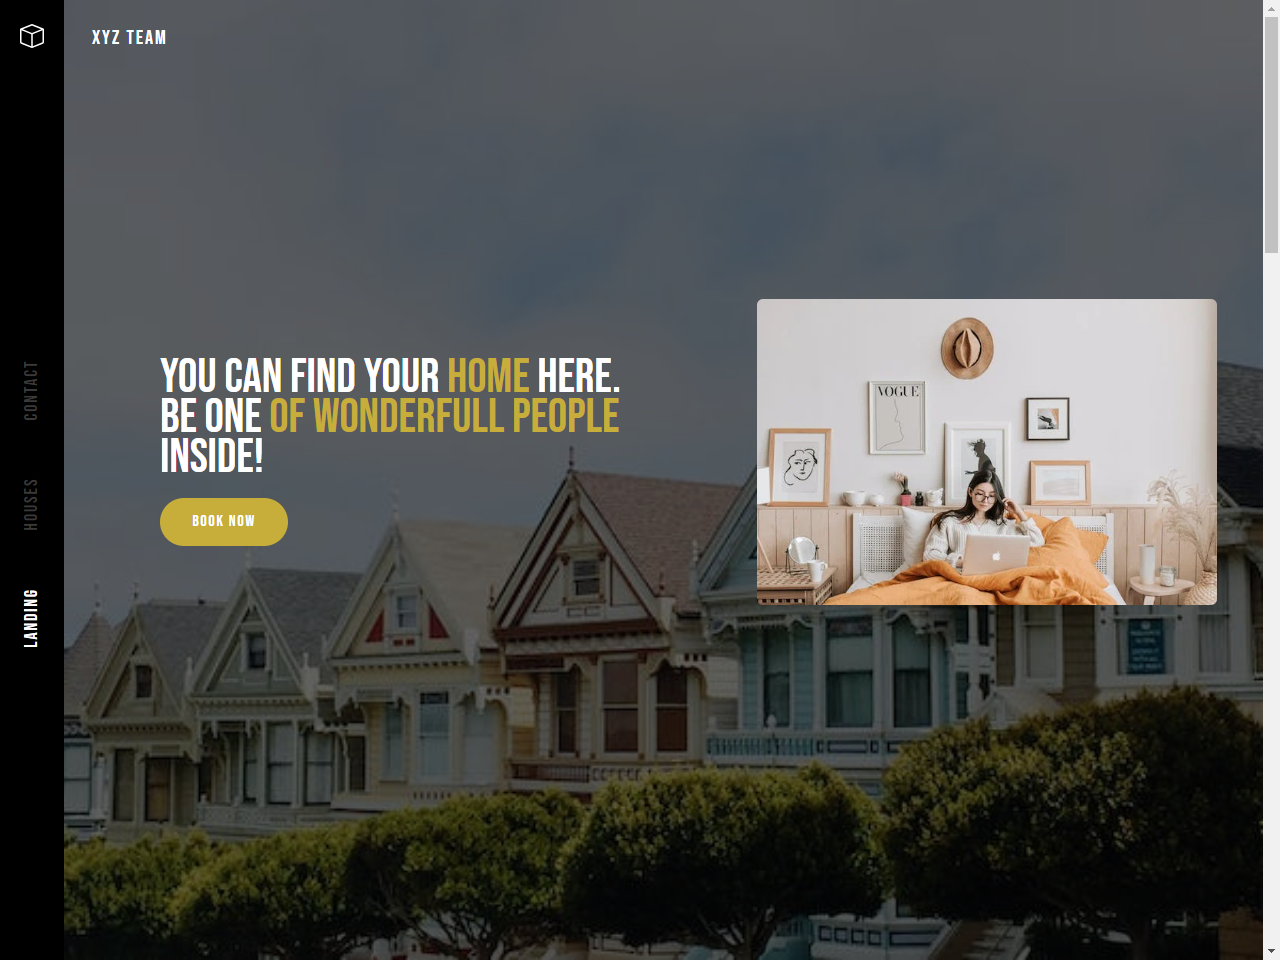 XYZ TEAM
CONTACT
HOUSES
LANDING
YOU CAN FIND YOUR HOME HERE.
BE ONE OF WONDERFULL PEOPLE
INSIDE!
BOOK NOW
VOGUE